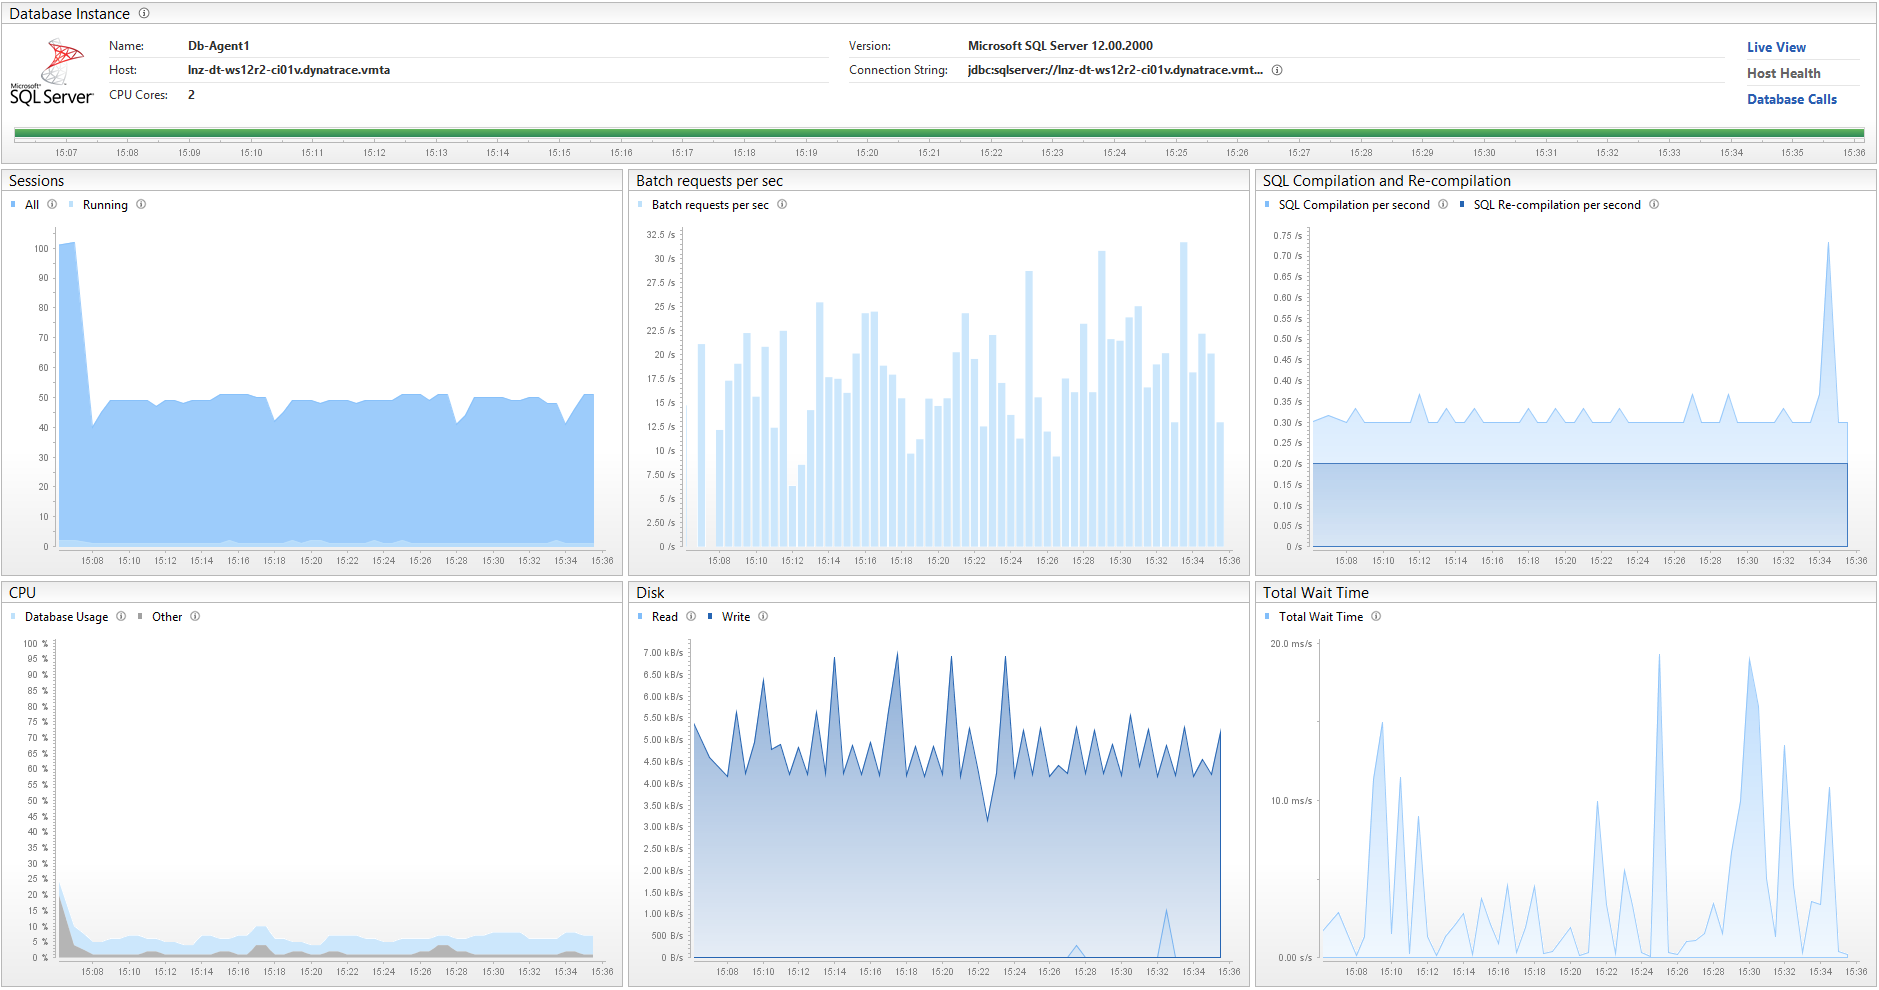 Database Instance
Microsoft®
SQL Server
Name: Db-Agent1
Host: lnz-dt-ws12r2-ci01v.dynatrace.vmta
CPU Cores: 2
Version: Microsoft SQL Server 12.00.2000
Connection String: jdbc:sqlserver://lnz-dt-ws12r2-ci01v.dynatrace.vmt...
Live View
Host Health
Database Calls
15:07 15:08 15:09 15:10 15:11 15:12 15:13 15:14 15:15 15:16 15:17 15:18 15:19 15:20 15:21 15:22 15:23 15:24 15:25 15:26 15:27 15:28 15:29 15:30 15:31 15:32 15:33 15:34 15:35 15:36
Sessions
All Running
100
90
80
70
60
50
40
30
20
10
0
15:08 15:10 15:12 15:14 15:16 15:18 15:20 15:22 15:24 15:26 15:28 15:30 15:32 15:34 15:36
Batch requests per sec
Batch requests per sec
32.5 /s
30 /s
27.5 /s
25 /s
22.5 /s
20 /s
17.5 /s
15 /s
12.5 /s
10 /s
7.50 /s
5 /s
2.50 /s
0 /s
15:08 15:10 15:12 15:14 15:16 15:18 15:20 15:22 15:24 15:26 15:28 15:30 15:32 15:34 15:36
SQL Compilation and Re-compilation
SQL Compilation per second SQL Re-compilation per second
0.75 /s
0.70 /s
0.65 /s
0.60 /s
0.55 /s
0.50 /s
0.45 /s
0.40 /s
0.35 /s
0.30 /s
0.25 /s
0.20 /s
0.15 /s
0.10 /s
0.05 /s
0 /s
15:08 15:10 15:12 15:14 15:16 15:18 15:20 15:22 15:24 15:26 15:28 15:30 15:32 15:34 15:36
CPU
Database Usage Other
100 %
95 %
90 %
85 %
80 %
75 %
70 %
65 %
60 %
55 %
50 %
45 %
40 %
35 %
30 %
25 %
20 %
15 %
10 %
5 %
0 %
15:08 15:10 15:12 15:14 15:16 15:18 15:20 15:22 15:24 15:26 15:28 15:30 15:32 15:34 15:36
Disk
Read Write
7.00 kB/s
6.50 kB/s
6.00 kB/s
5.50 kB/s
5.00 kB/s
4.50 kB/s
4.00 kB/s
3.50 kB/s
3.00 kB/s
2.50 kB/s
2.00 kB/s
1.50 kB/s
1.00 kB/s
500 B/s
0 B/s
15:08 15:10 15:12 15:14 15:16 15:18 15:20 15:22 15:24 15:26 15:28 15:30 15:32 15:34 15:36
Total Wait Time
Total Wait Time
20.0 ms/s
10.0 ms/s
0.00 s/s
15:08 15:10 15:12 15:14 15:16 15:18 15:20 15:22 15:24 15:26 15:28 15:30 15:32 15:34 15:36